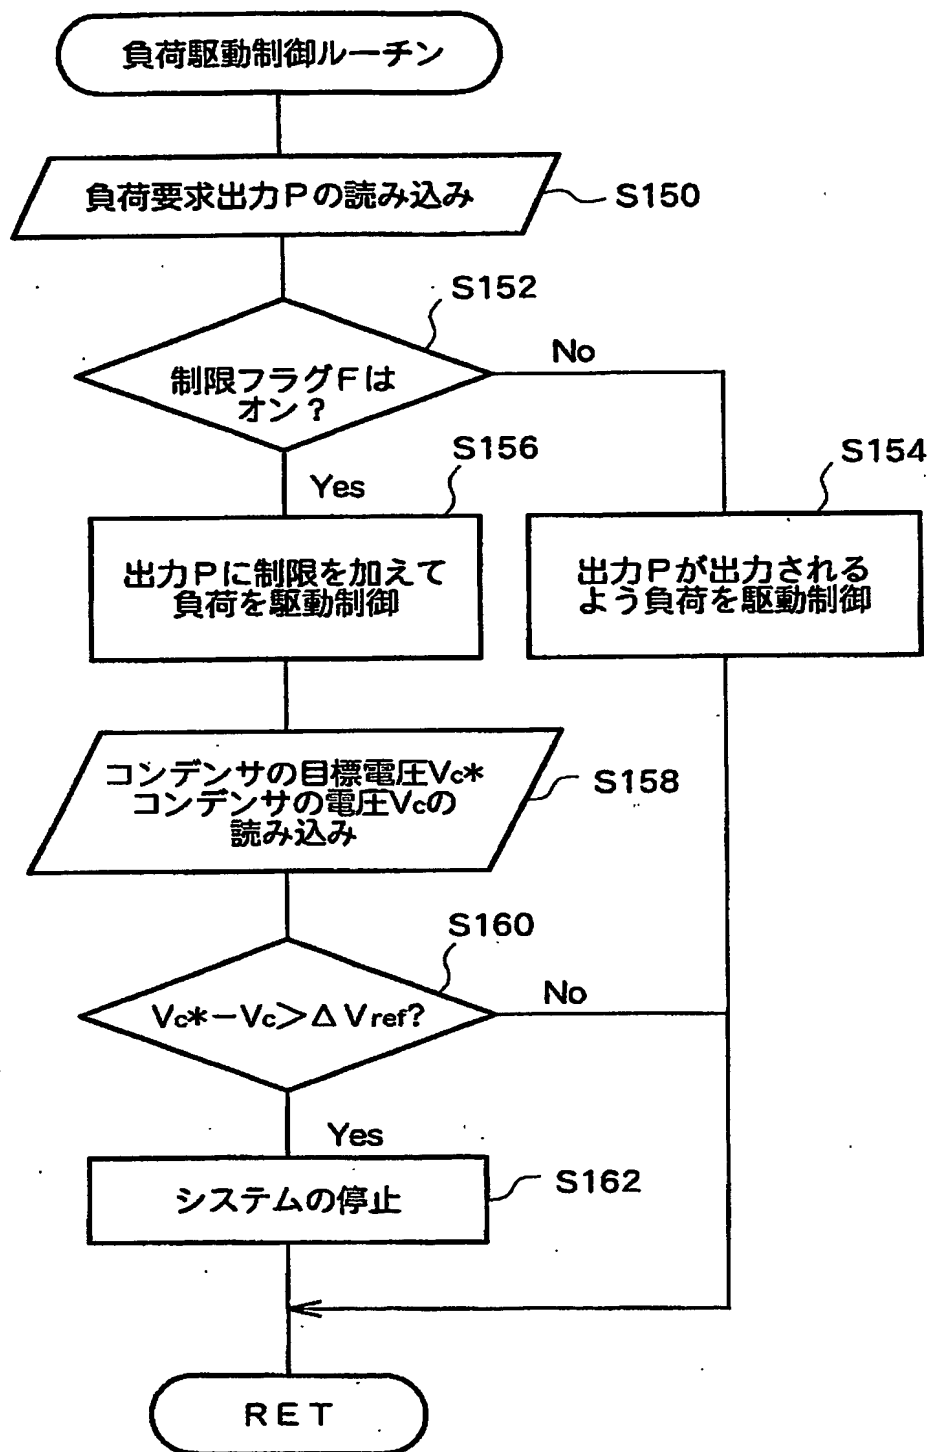 負荷駆動制御ルーチン
負荷要求出力Pの読み込み
S150
S152
制限フラグFは
オン?
No
Yes
S156
出力Pに制限を加えて
負荷を駆動制御
S154
出力Pが出力される
よう負荷を駆動制御
コンデンサの目標電圧Vc*
コンデンサの電圧Vcの
読み込み
S158
S160
Vc*−Vc>ΔVref?
No
Yes
システムの停止
S162
RET